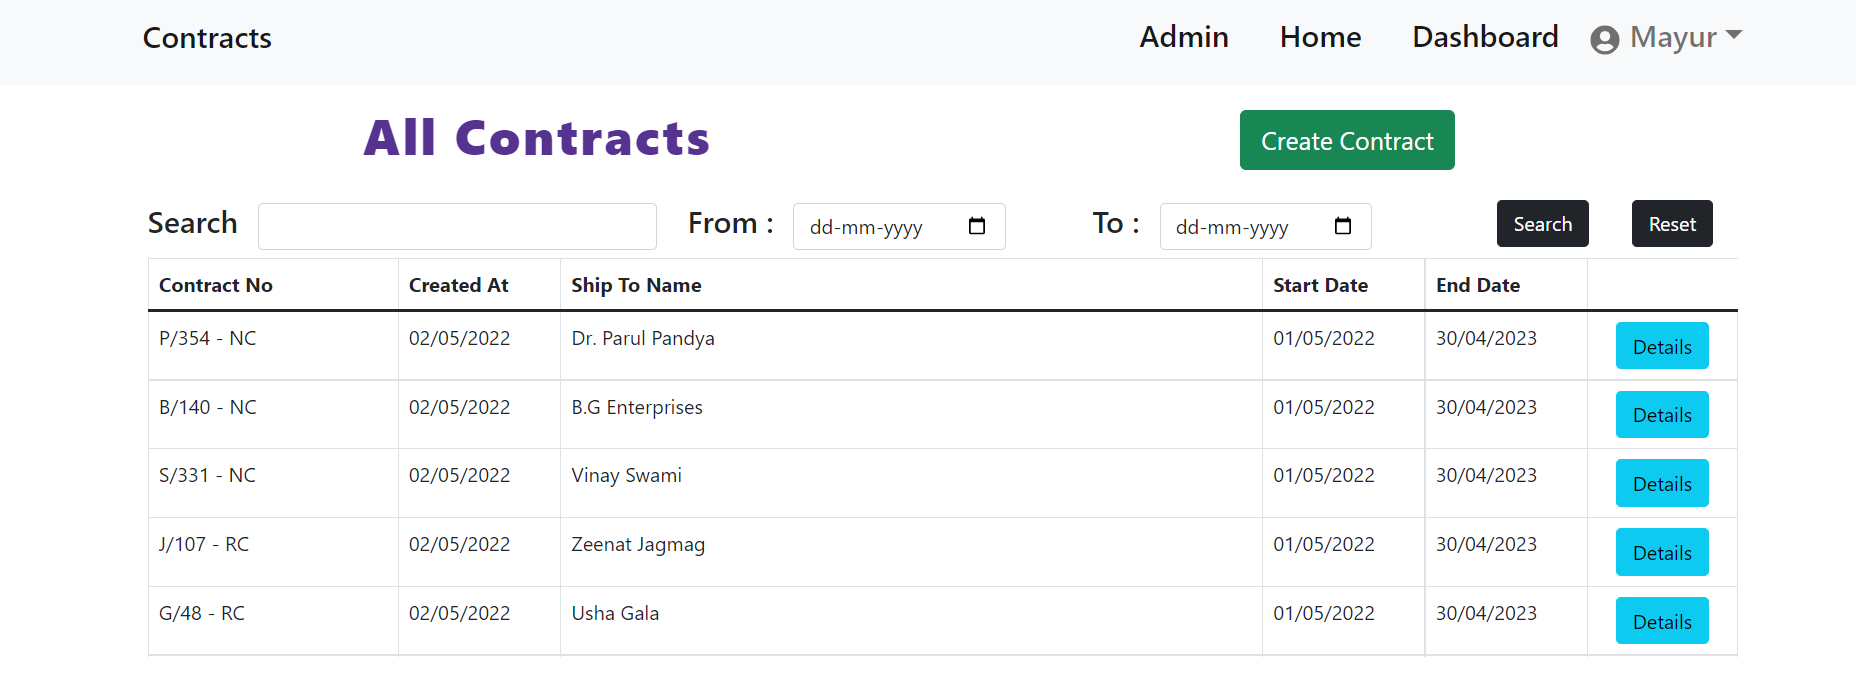 Contracts Admin Home Dashboard Mayur
All Contracts Create Contract
Search From : dd-mm-yyyy To : dd-mm-yyyy Search Reset
Contract No Created At Ship To Name Start Date End Date
P/354 - NC 02/05/2022 Dr. Parul Pandya 01/05/2022 30/04/2023 Details
B/140 - NC 02/05/2022 B.G Enterprises 01/05/2022 30/04/2023 Details
S/331 - NC 02/05/2022 Vinay Swami 01/05/2022 30/04/2023 Details
J/107 - RC 02/05/2022 Zeenat Jagmag 01/05/2022 30/04/2023 Details
G/48 - RC 02/05/2022 Usha Gala 01/05/2022 30/04/2023 Details